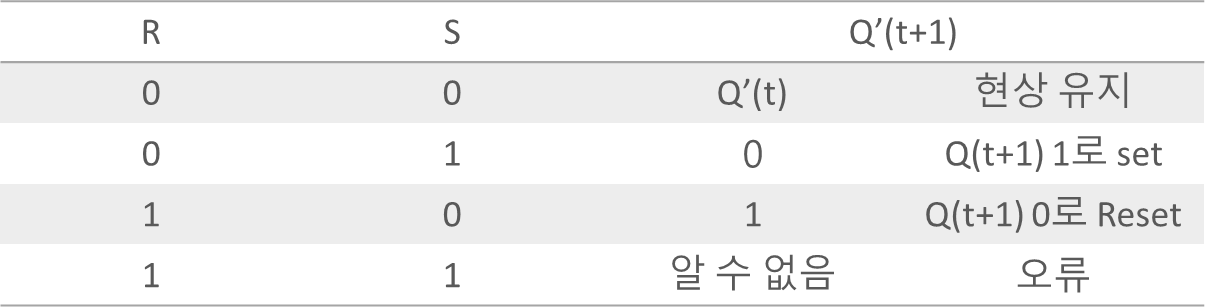 R S Q’(t+1)
0 0 Q’(t) 현상 유지
0 1 0 Q(t+1) 1로 set
1 0 1 Q(t+1) 0로 Reset
1 1 알 수 없음 오류